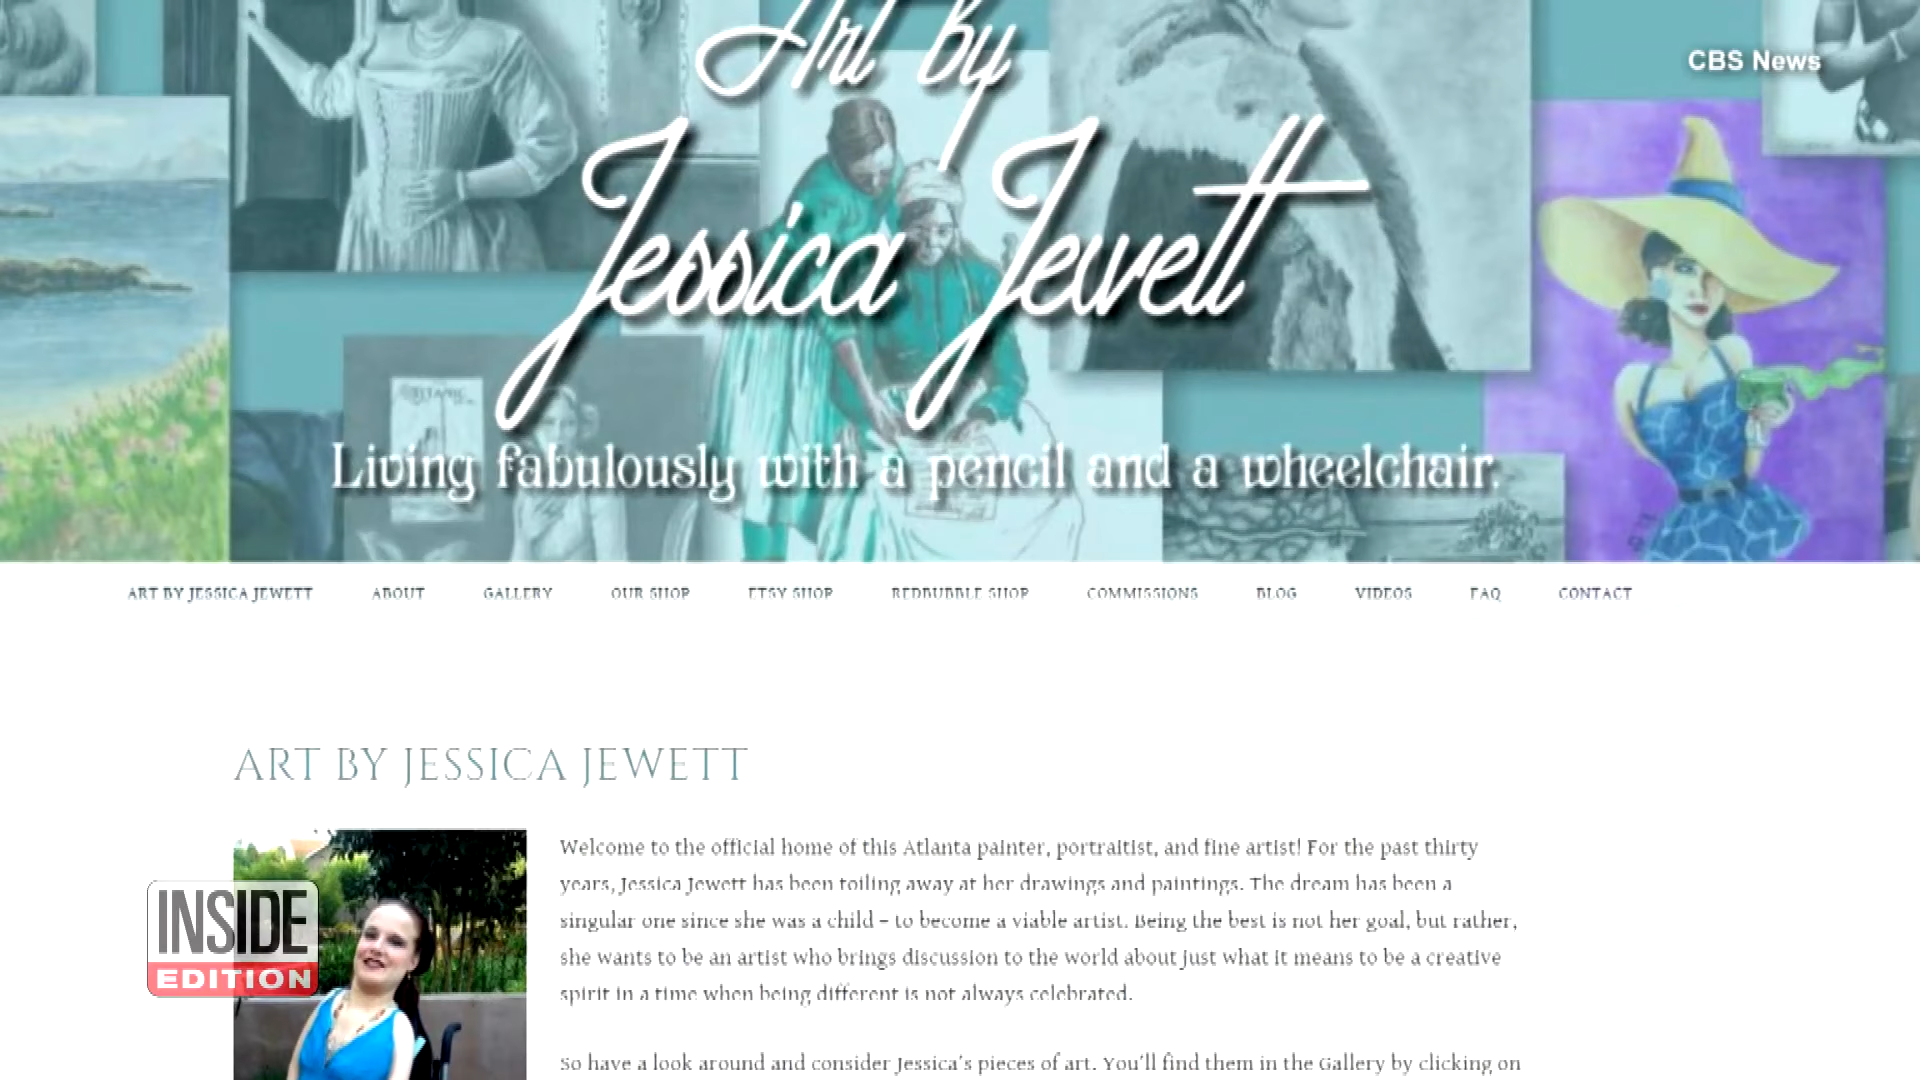 Art by
CBS News
Jessica Jewett
Living fabulously with a pencil and a wheelchair.
ART BY JESSICA JEWETT ABOUT GALLERY OUR SHOP ETSY SHOP REDBUBBLE SHOP COMMISSIONS BLOG VIDEOS FAQ CONTACT
ART BY JESSICA JEWETT
Welcome to the official home of this Atlanta painter, portraitist, and fine artist! For the past thirty
years, Jessica Jewett has been toiling away at her drawings and paintings. The dream has been a
singular one since she was a child – to become a viable artist. Being the best is not her goal, but rather,
she wants to be an artist who brings discussion to the world about just what it means to be a creative
spirit in a time when being different is not always celebrated.
So have a look around and consider Jessica's pieces of art. You'll find them in the Gallery by clicking on
INSIDE
EDITION